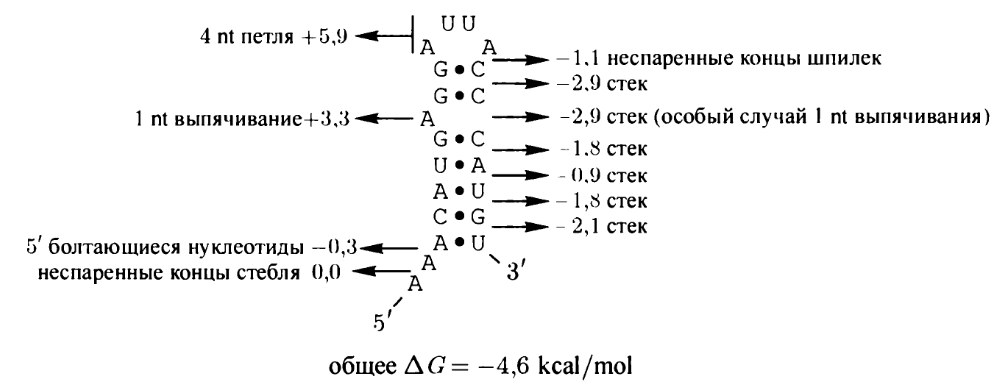 U U
4 nt петля +5,9
A A
– 1,1 неспаренные концы шпилек
G • C
– 2,9 стек
G • C
1 nt выпячивание+3,3
A
–2,9 стек (особый случай 1 nt выпячивания)
G • C
– 1,8 стек
U • A
– 0,9 стек
A • U
– 1,8 стек
C • G
– 2,1 стек
5′ болтающиеся нуклеотиды –0,3
A • U
A
неспаренные концы стебля 0,0
3′
A
5′
общее ΔG = –4,6 kcal/mol